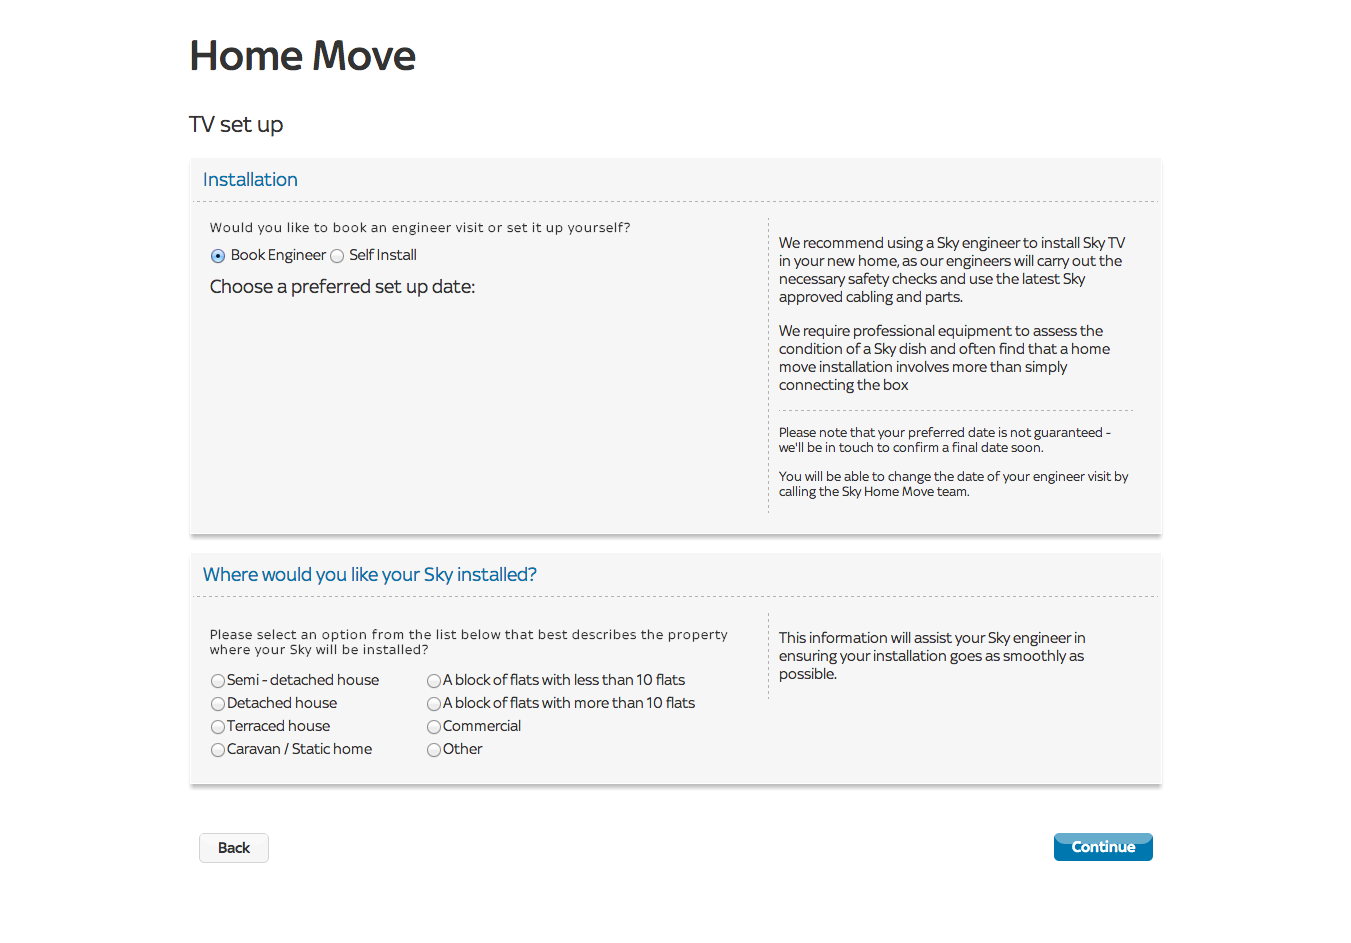 Home Move
TV set up
Installation
Would you like to book an engineer visit or set it up yourself?
Book Engineer Self Install
Choose a preferred set up date:
We recommend using a Sky engineer to install Sky TV
in your new home, as our engineers will carry out the
necessary safety checks and use the latest Sky
approved cabling and parts.
We require professional equipment to assess the
condition of a Sky dish and often find that a home
move installation involves more than simply
connecting the box
Please note that your preferred date is not guaranteed -
we'll be in touch to confirm a final date soon.
You will be able to change the date of your engineer visit by
calling the Sky Home Move team.
Where would you like your Sky installed?
Please select an option from the list below that best describes the property
where your Sky will be installed?
Semi - detached house
Detached house
Terraced house
Caravan / Static home
A block of flats with less than 10 flats
A block of flats with more than 10 flats
Commercial
Other
This information will assist your Sky engineer in
ensuring your installation goes as smoothly as
possible.
Back
Continue